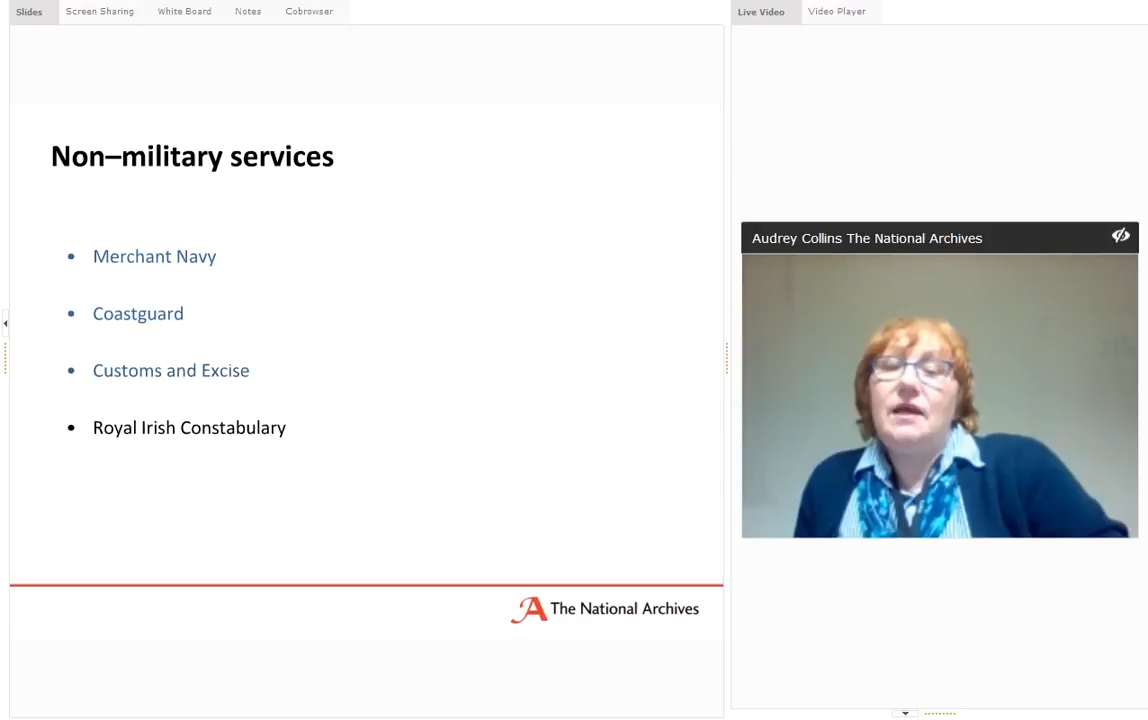 Slides
Screen Sharing
White Board
Notes
Cobrowser
Live Video
Video Player
Non–military services
• Merchant Navy
• Coastguard
• Customs and Excise
• Royal Irish Constabulary
The National Archives
Audrey Collins The National Archives